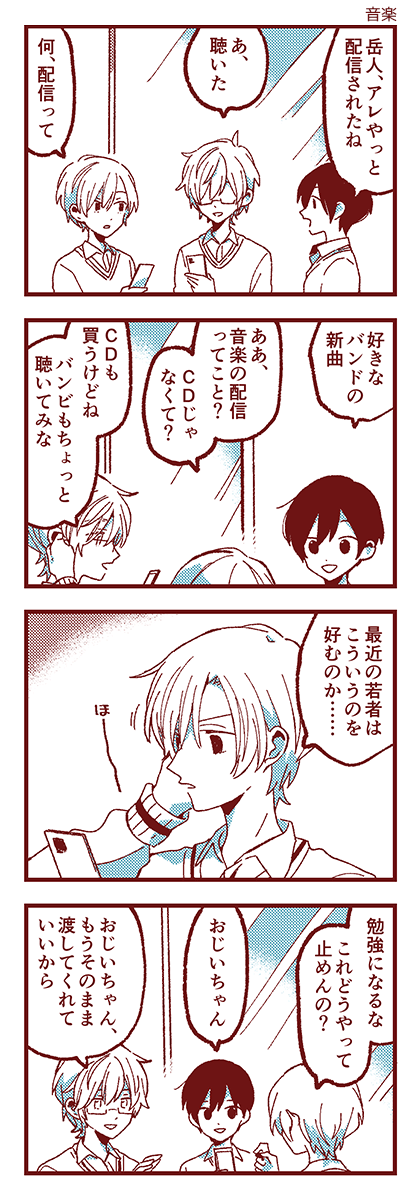 音楽
岳人、アレやっと
配信されたね
あ、
聴いた
何、配信って
好きな
バンドの
新曲
ああ、
音楽の配信
ってこと?
CDじゃ
なくて?
CDも
買うけどね
バンビもちょっと
聴いてみな
最近の若者は
こういうのを
好むのか……
ほー
勉強になるな
これどうやって
止めんの?
おじいちゃん
おじいちゃん、
もうそのまま
渡してくれて
いいから